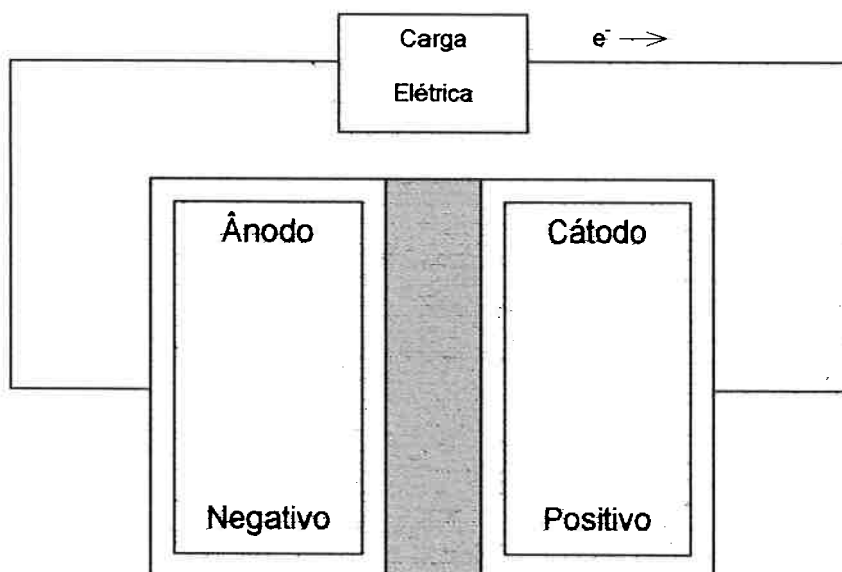 Carga
Elétrica
e⁻ →
Ânodo
Cátodo
Negativo
Positivo